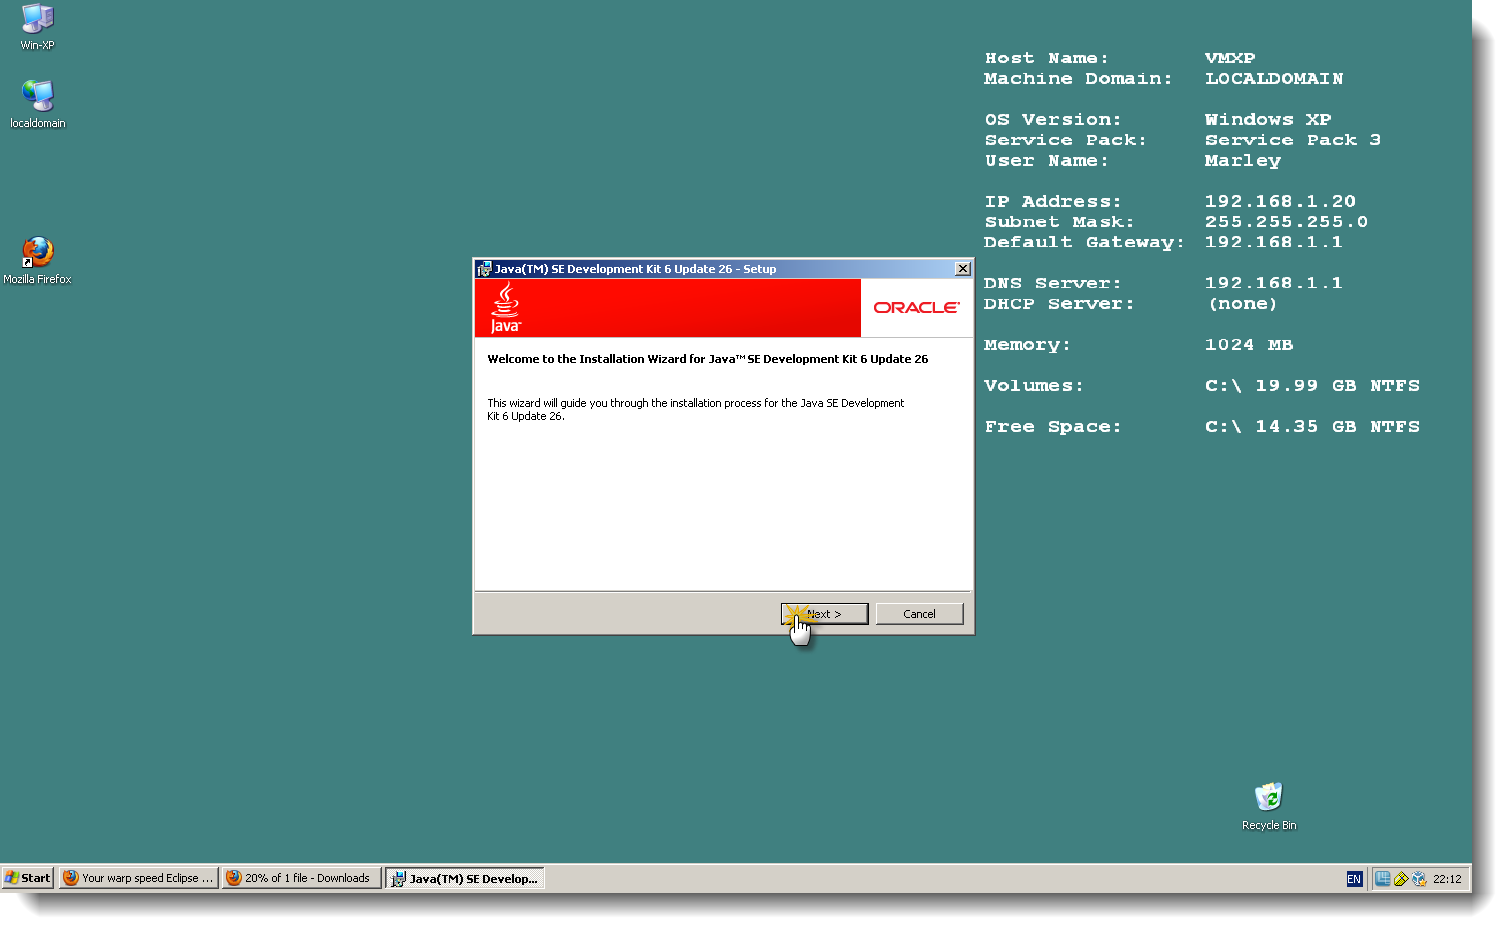 Win-XP
localdomain
Mozilla Firefox
Host Name: VMXP
Machine Domain: LOCALDOMAIN
OS Version: Windows XP
Service Pack: Service Pack 3
User Name: Marley
IP Address: 192.168.1.20
Subnet Mask: 255.255.255.0
Default Gateway: 192.168.1.1
DNS Server: 192.168.1.1
DHCP Server: (none)
Memory: 1024 MB
Volumes: C:\ 19.99 GB NTFS
Free Space: C:\ 14.35 GB NTFS
Java(TM) SE Development Kit 6 Update 26 - Setup
Java™
ORACLE®
Welcome to the Installation Wizard for Java™ SE Development Kit 6 Update 26
This wizard will guide you through the installation process for the Java SE Development
Kit 6 Update 26.
Next >
Cancel
Recycle Bin
Start
Your warp speed Eclipse ...
20% of 1 file - Downloads
Java(TM) SE Develop...
EN
22:12